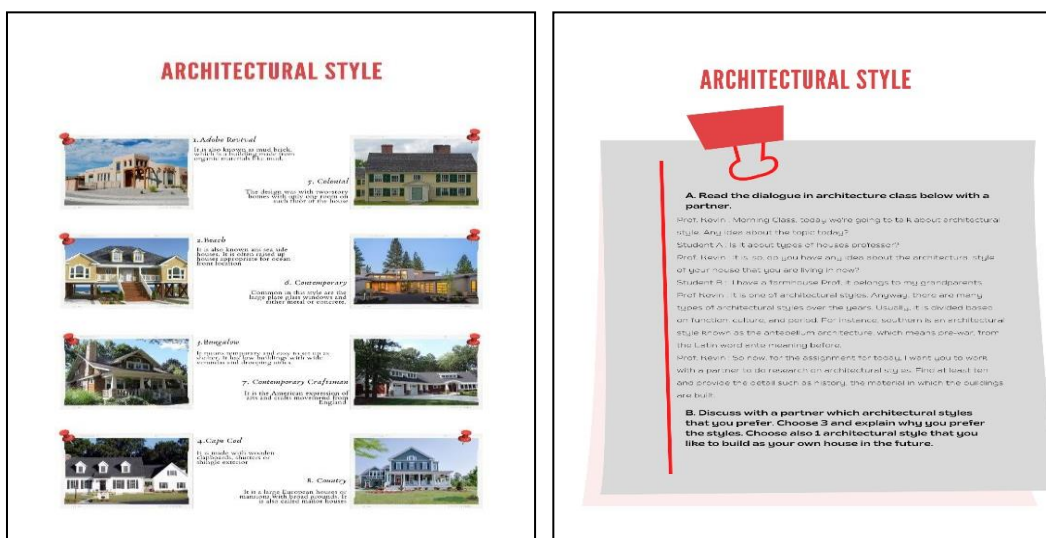 ARCHITECTURAL STYLE
1.Adobe Revival
It is also known as mud brick,
which is a building made from
organic materials like mud.
5. Colonial
The design was with two-story
homes with only one room on
each floor of the house
2.Beach
It is also known as sea side
houses. It is often raised up
houses appropriate for ocean
front location
6. Contemporary
Common in this style are the
large plate glass windows and
either metal or concrete.
3.Bungalow
It means temporary and easy to set up as
shelter. It has low buildings with wide
verandas and drooping
7. Contemporary Craftsman
It is the American expression of
arts and crafts movement from
England
4.Cape Cod
It is made with wooden
clapboards, shutters or
shingle exterior
8. Country
It is a large European houses or
mansions with broad grounds. It
is also called manor houses
ARCHITECTURAL STYLE
A. Read the dialogue in architecture class below with a
partner.
Prof. Kevin : Morning Class, today we're going to talk about architectural
style. Any idea about the topic today?
Student A : Is it about types of houses professor?
Prof. Kevin : It is so, do you have any idea about the architectural style
of your house that you are living in now?
Student B : I have a farmhouse Prof, it belongs to my grandparents
Prof Kevin : It is one of architectural styles. Anyway, there are many
types of architectural styles over the years. Usually, it is divided based
on function, culture, and period. For instance, southern is an architectural
style known as the antebellum architecture, which means pre-war, from
the Latin word ante meaning before.
Prof. Kevin : So now, for the assignment for today, I want you to work
with a partner to do research on architectural styles. Find at least ten
and provide the detail such as history, the material in which the buildings
are built.
B. Discuss with a partner which architectural styles
that you prefer. Choose 3 and explain why you prefer
the styles. Choose also 1 architectural style that you
like to build as your own house in the future.